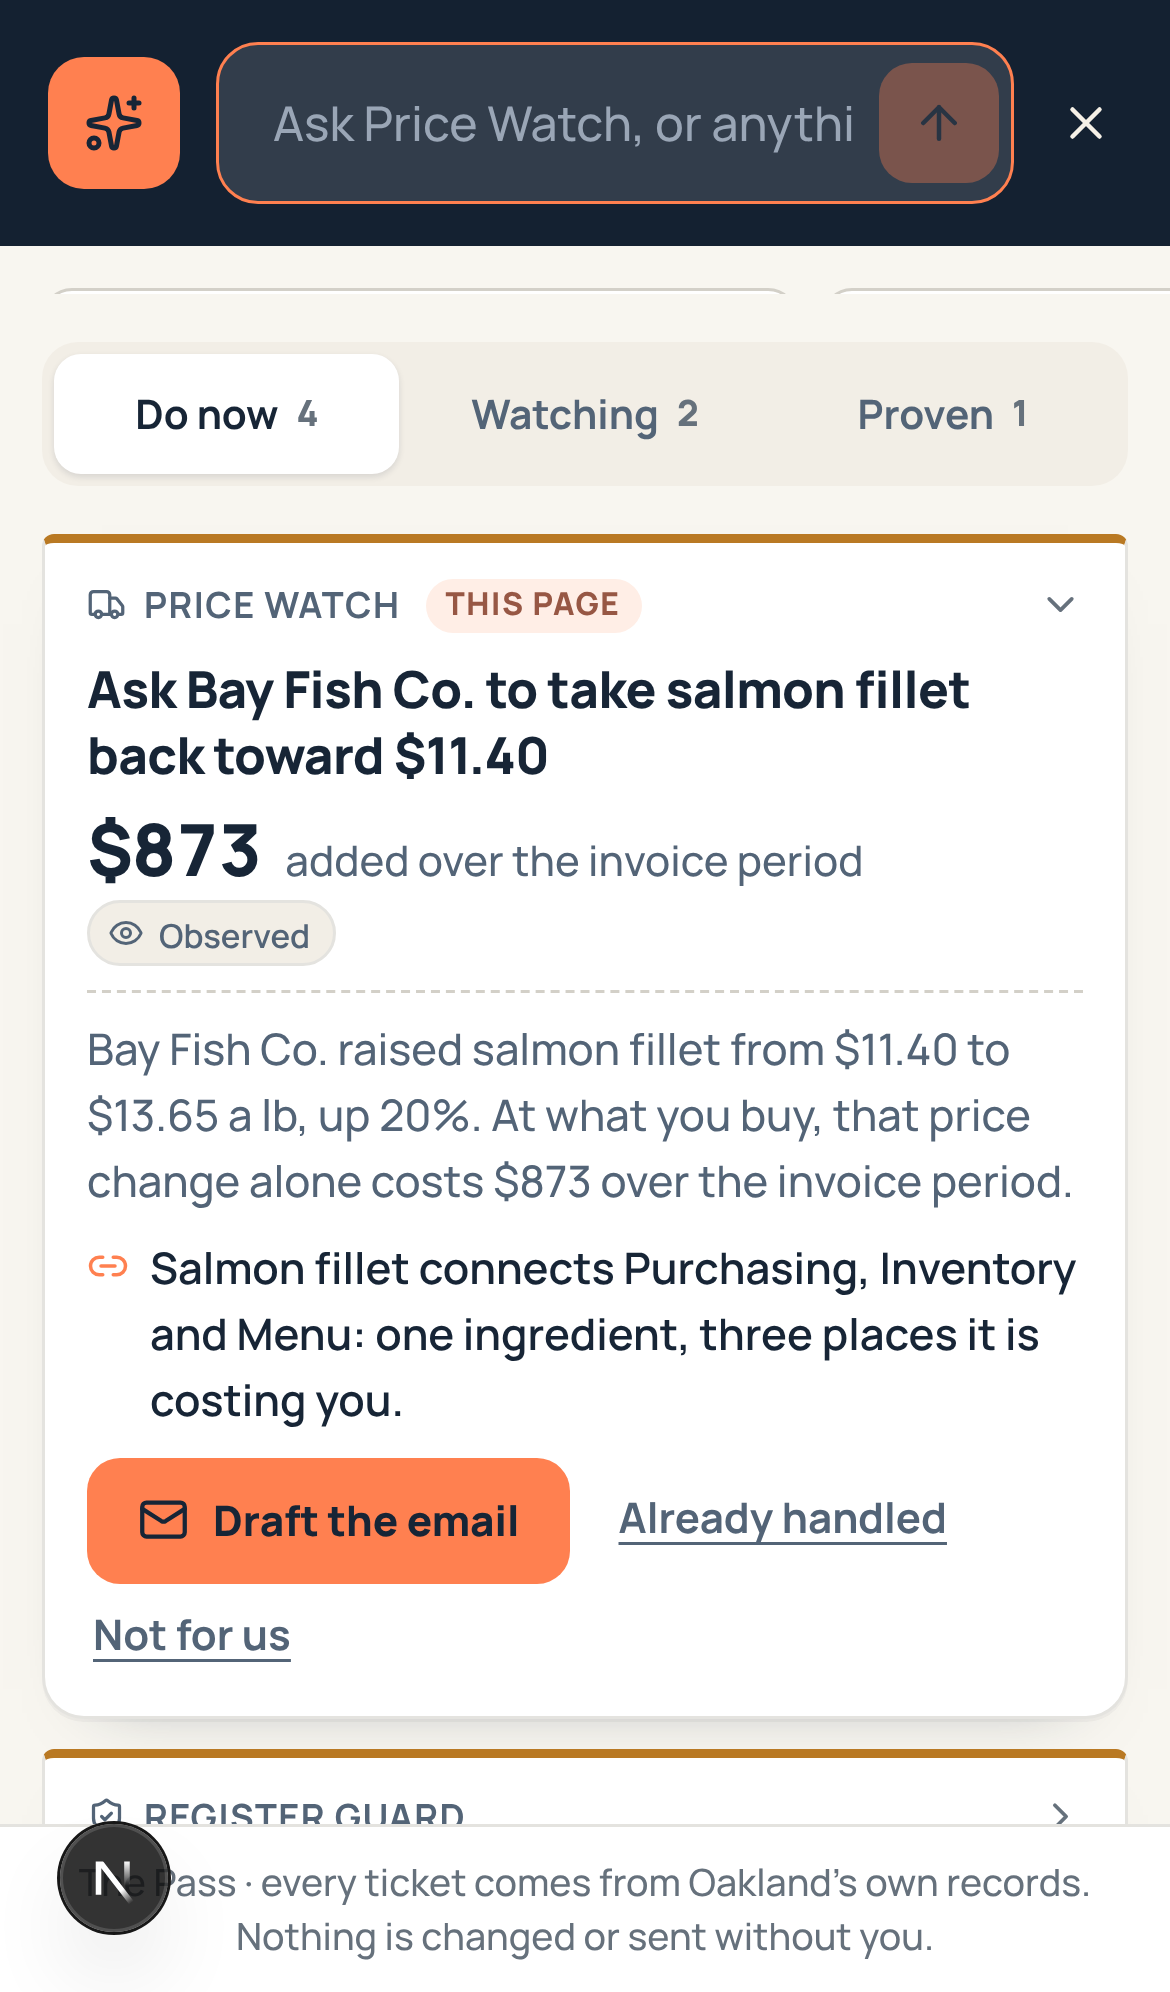 Ask Price Watch, or anythi
Do now 4
Watching 2
Proven 1
PRICE WATCH THIS PAGE
Ask Bay Fish Co. to take salmon fillet
back toward $11.40
$873 added over the invoice period
Observed
Bay Fish Co. raised salmon fillet from $11.40 to
$13.65 a lb, up 20%. At what you buy, that price
change alone costs $873 over the invoice period.
Salmon fillet connects Purchasing, Inventory
and Menu: one ingredient, three places it is
costing you.
Draft the email
Already handled
Not for us
REGISTER GUARD
N
The Pass · every ticket comes from Oakland’s own records.
Nothing is changed or sent without you.